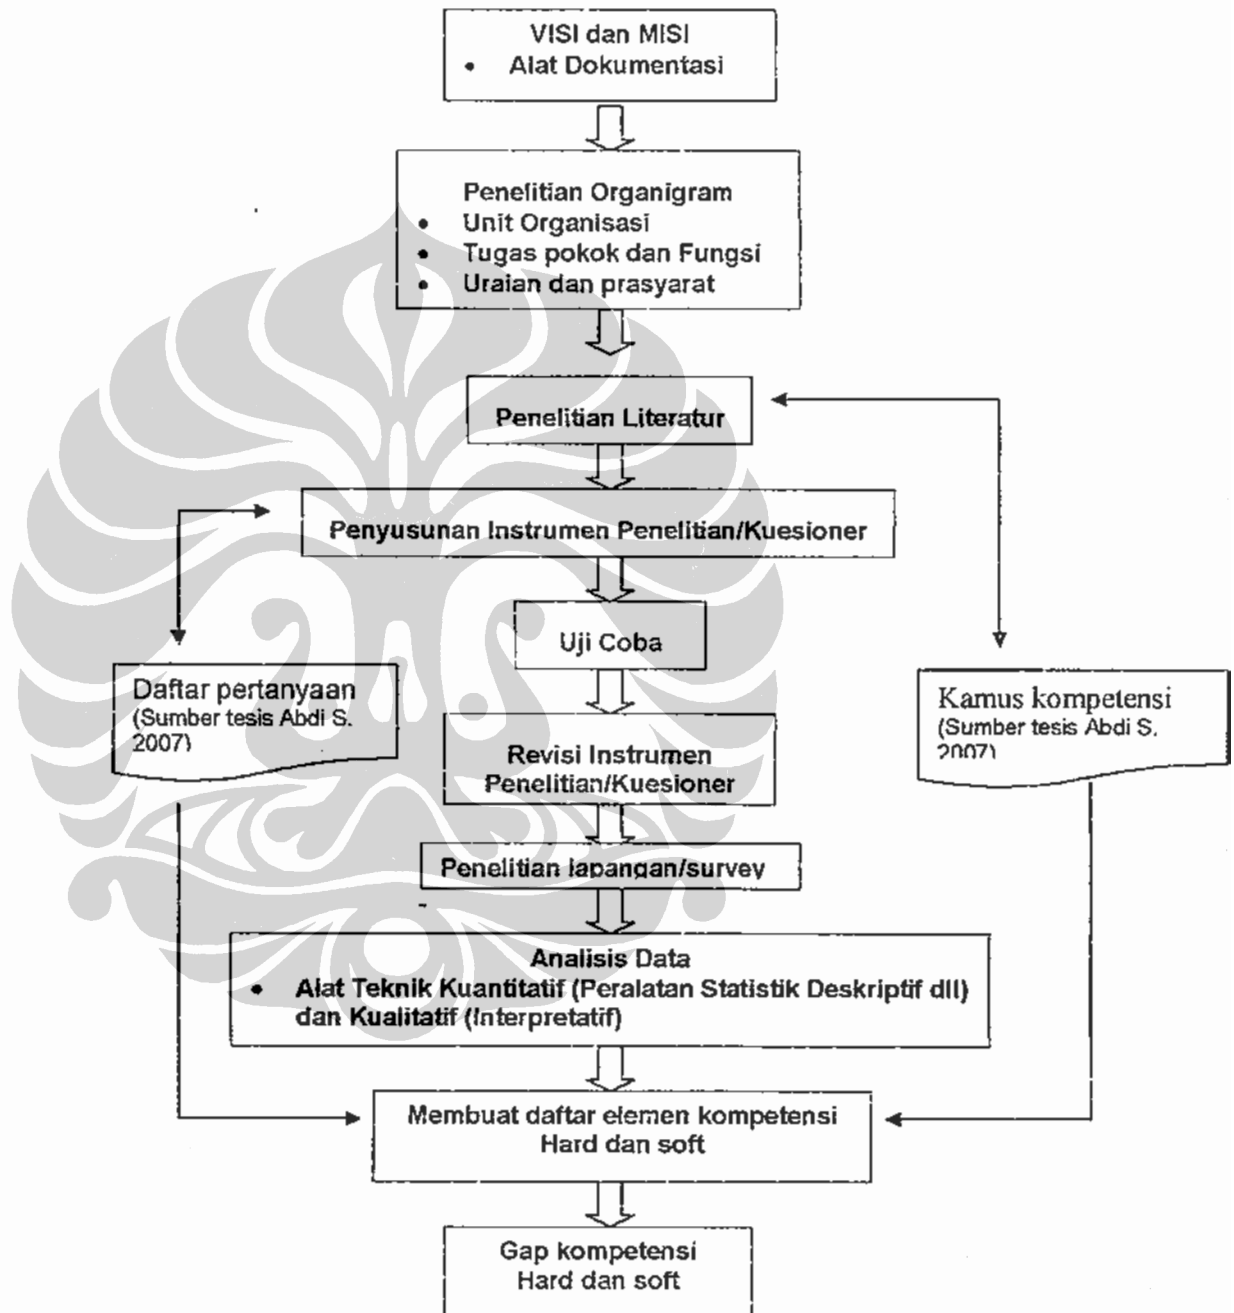 VISI dan MISI
• Alat Dokumentasi
Penelitian Organigram
• Unit Organisasi
• Tugas pokok dan Fungsi
• Uraian dan prasyarat
Penelitian Literatur
Penyusunan Instrumen Penelitian/Kuesioner
Uji Coba
Daftar pertanyaan
(Sumber tesis Abdi S.
2007)
Kamus kompetensi
(Sumber tesis Abdi S.
2007)
Revisi Instrumen
Penelitian/Kuesioner
Penelitian lapangan/survey
Analisis Data
• Alat Teknik Kuantitatif (Peralatan Statistik Deskriptif dll)
dan Kualitatif (Interpretatif)
Membuat daftar elemen kompetensi
Hard dan soft
Gap kompetensi
Hard dan soft